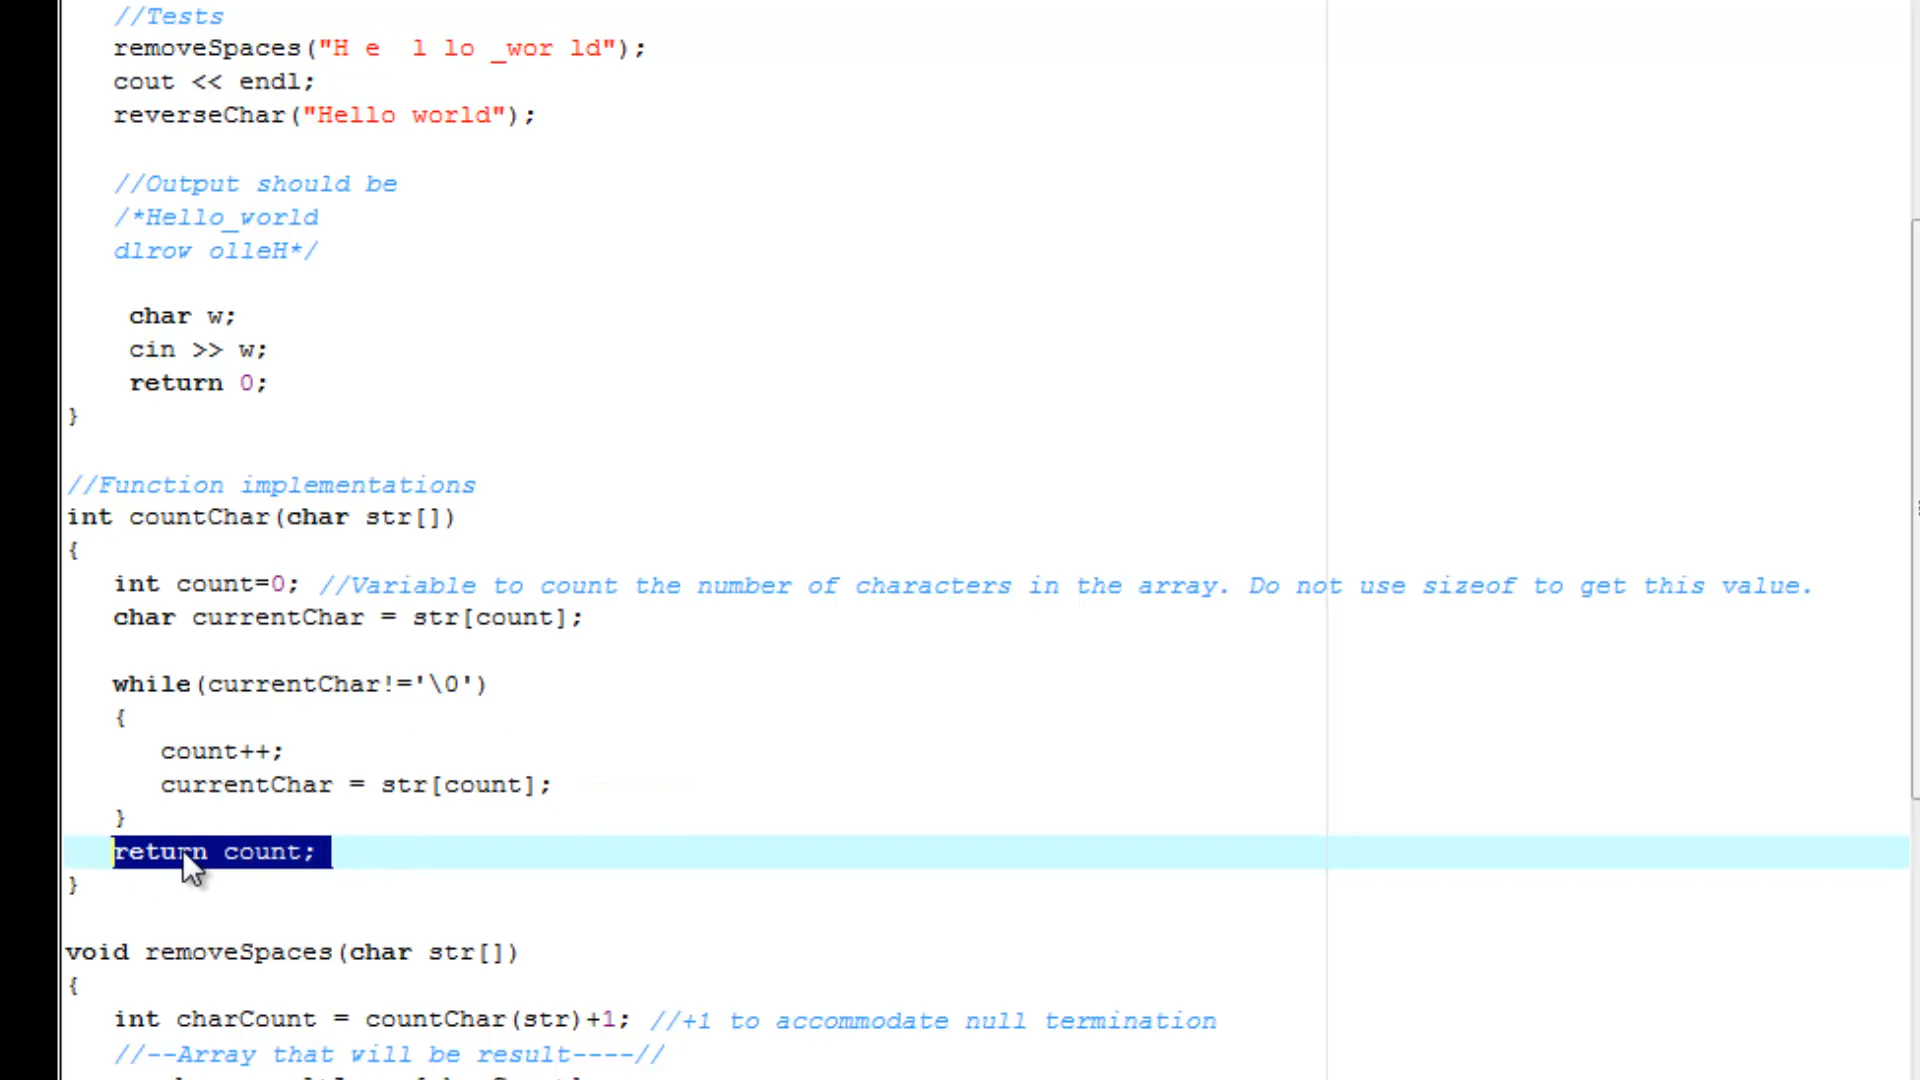 //Tests
removeSpaces("H e  l lo _wor ld");
cout << endl;
reverseChar("Hello world");
//Output should be
/*Hello_world
dlrow olleH*/
char w;
cin >> w;
return 0;
}
//Function implementations
int countChar(char str[])
{
int count=0; //Variable to count the number of characters in the array. Do not use sizeof to get this value.
char currentChar = str[count];
while(currentChar!='\0')
{
count++;
currentChar = str[count];
}
return count;
}
void removeSpaces(char str[])
{
int charCount = countChar(str)+1; //+1 to accommodate null termination
//--Array that will be result----//